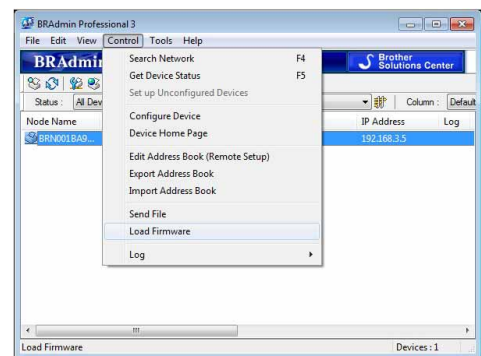 BRAdmin Professional 3
File Edit View Control Tools Help
BRAdmi
Brother
Solutions Center
Search Network F4
Get Device Status F5
Set up Unconfigured Devices
Configure Device
Device Home Page
Edit Address Book (Remote Setup)
Export Address Book
Import Address Book
Send File
Load Firmware
Log
Status : All Dev
Column : Default
Node Name
IP Address Log
BRN001BA9...
192.168.3.5
Load Firmware
Devices : 1